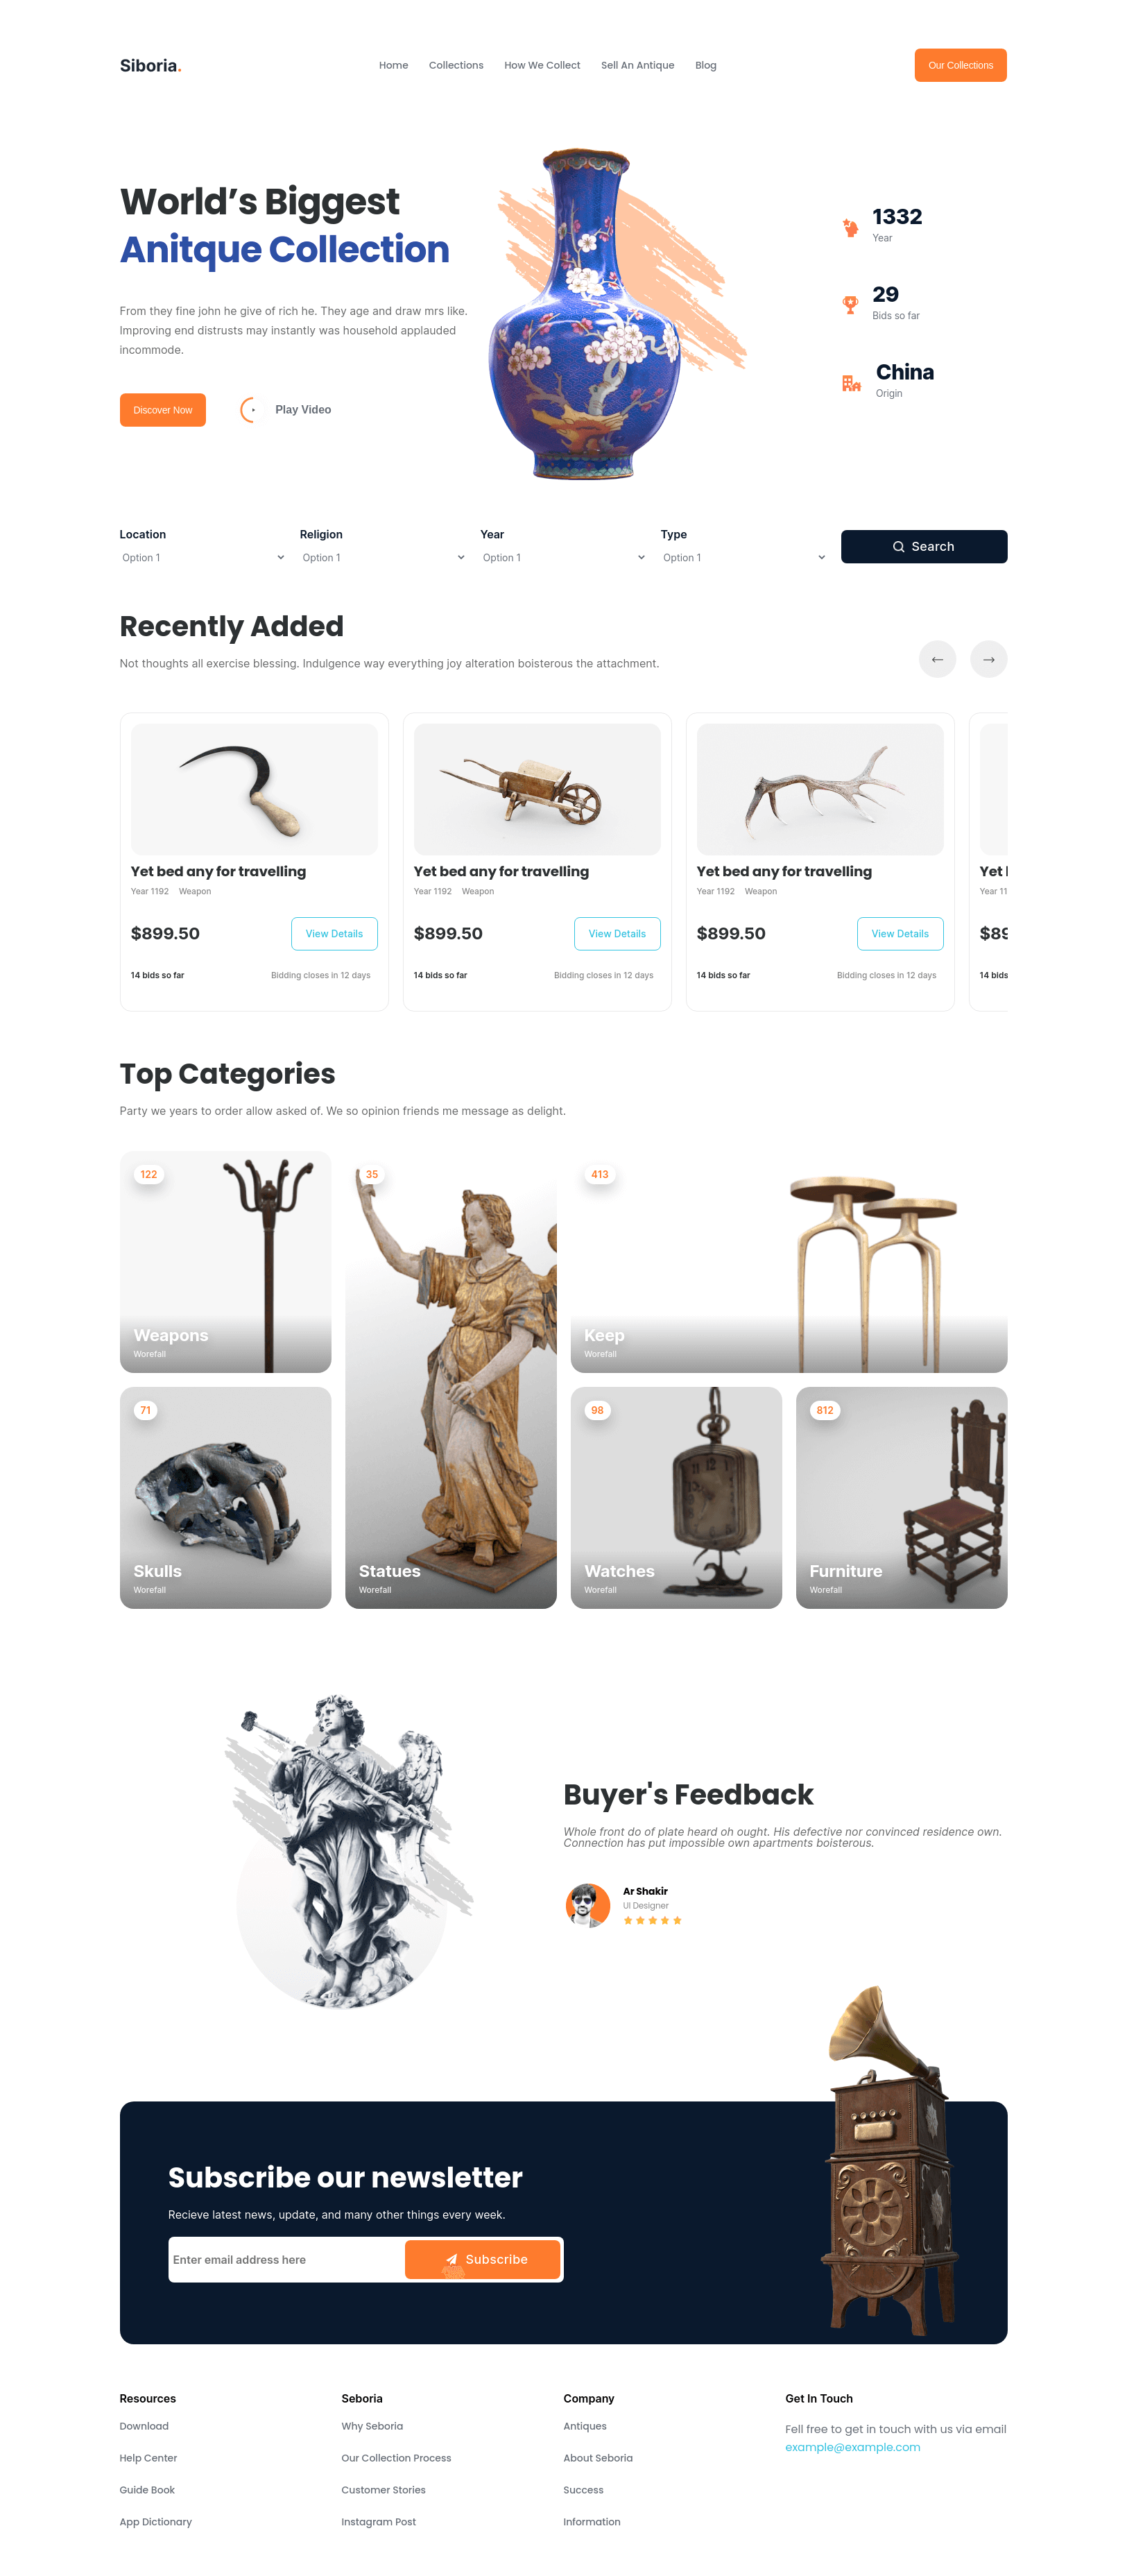 Siboria.
Home Collections How We Collect Sell An Antique Blog
Our Collections
World’s Biggest
Anitque Collection
From they fine john he give of rich he. They age and draw mrs like.
Improving end distrusts may instantly was household applauded
incommode.
Discover Now
Play Video
1332
Year
29
Bids so far
China
Origin
Location
Option 1
Religion
Option 1
Year
Option 1
Type
Option 1
Search
Recently Added
Not thoughts all exercise blessing. Indulgence way everything joy alteration boisterous the attachment.
← →
Yet bed any for travelling
Year 1192 Weapon
$899.50
View Details
14 bids so far
Bidding closes in 12 days
Yet bed any for travelling
Year 1192 Weapon
$899.50
View Details
14 bids so far
Bidding closes in 12 days
Yet bed any for travelling
Year 1192 Weapon
$899.50
View Details
14 bids so far
Bidding closes in 12 days
Yet
Year 11
$89
14 bids
Top Categories
Party we years to order allow asked of. We so opinion friends me message as delight.
122
Weapons
Worefall
35
Statues
Worefall
413
Keep
Worefall
71
Skulls
Worefall
98
Watches
Worefall
812
Furniture
Worefall
Buyer's Feedback
Whole front do of plate heard oh ought. His defective nor convinced residence own.
Connection has put impossible own apartments boisterous.
Ar Shakir
UI Designer
Subscribe our newsletter
Recieve latest news, update, and many other things every week.
Enter email address here
Subscribe
Resources
Download
Help Center
Guide Book
App Dictionary
Seboria
Why Seboria
Our Collection Process
Customer Stories
Instagram Post
Company
Antiques
About Seboria
Success
Information
Get In Touch
Fell free to get in touch with us via email
example@example.com